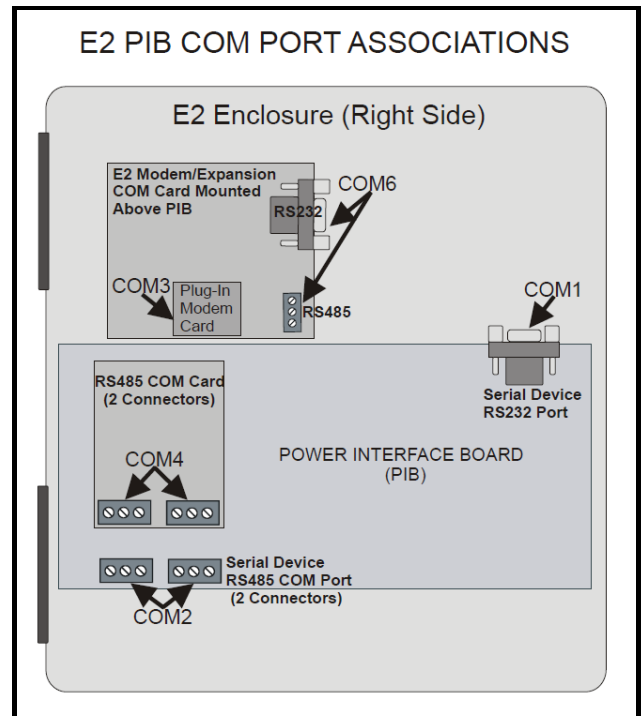 E2 PIB COM PORT ASSOCIATIONS
E2 Enclosure (Right Side)
E2 Modem/Expansion
COM Card Mounted
Above PIB
RS232
COM6
COM3
Plug-In
Modem
Card
RS485
COM1
Serial Device
RS232 Port
RS485 COM Card
(2 Connectors)
COM4
POWER INTERFACE BOARD
(PIB)
Serial Device
RS485 COM Port
(2 Connectors)
COM2